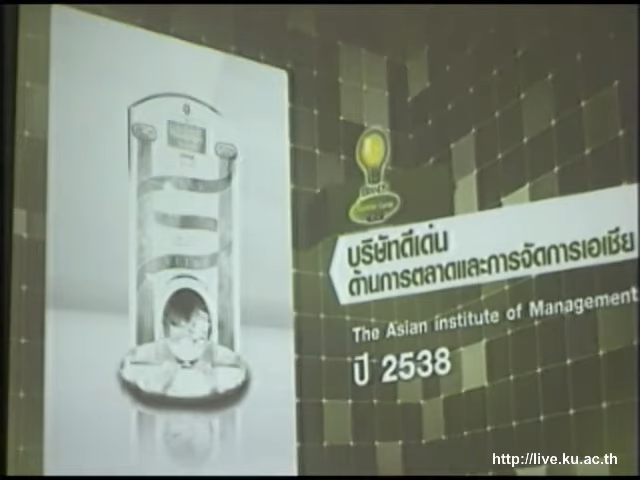 บริษัทดีเด่น
ด้านการตลาดและการจัดการเอเชีย
The Asian institute of Management
ปี 2538
http://live.ku.ac.th